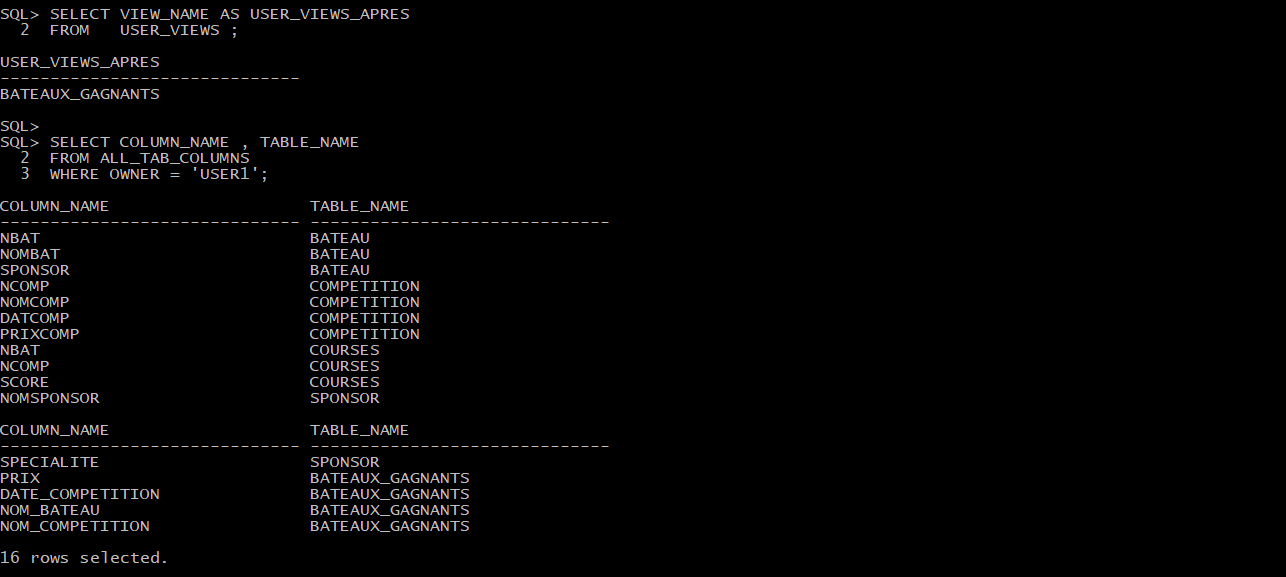 SQL> SELECT VIEW_NAME AS USER_VIEWS_APRES
  2  FROM   USER_VIEWS ;

USER_VIEWS_APRES
------------------------------
BATEAUX_GAGNANTS

SQL>
SQL> SELECT COLUMN_NAME , TABLE_NAME
  2  FROM ALL_TAB_COLUMNS
  3  WHERE OWNER = 'USER1';

COLUMN_NAME                    TABLE_NAME
------------------------------ ------------------------------
NBAT                           BATEAU
NOMBAT                         BATEAU
SPONSOR                        BATEAU
NCOMP                          COMPETITION
NOMCOMP                        COMPETITION
DATCOMP                        COMPETITION
PRIXCOMP                       COMPETITION
NBAT                           COURSES
NCOMP                          COURSES
SCORE                          COURSES
NOMSPONSOR                     SPONSOR

COLUMN_NAME                    TABLE_NAME
------------------------------ ------------------------------
SPECIALITE                     SPONSOR
PRIX                           BATEAUX_GAGNANTS
DATE_COMPETITION               BATEAUX_GAGNANTS
NOM_BATEAU                     BATEAUX_GAGNANTS
NOM_COMPETITION                BATEAUX_GAGNANTS

16 rows selected.